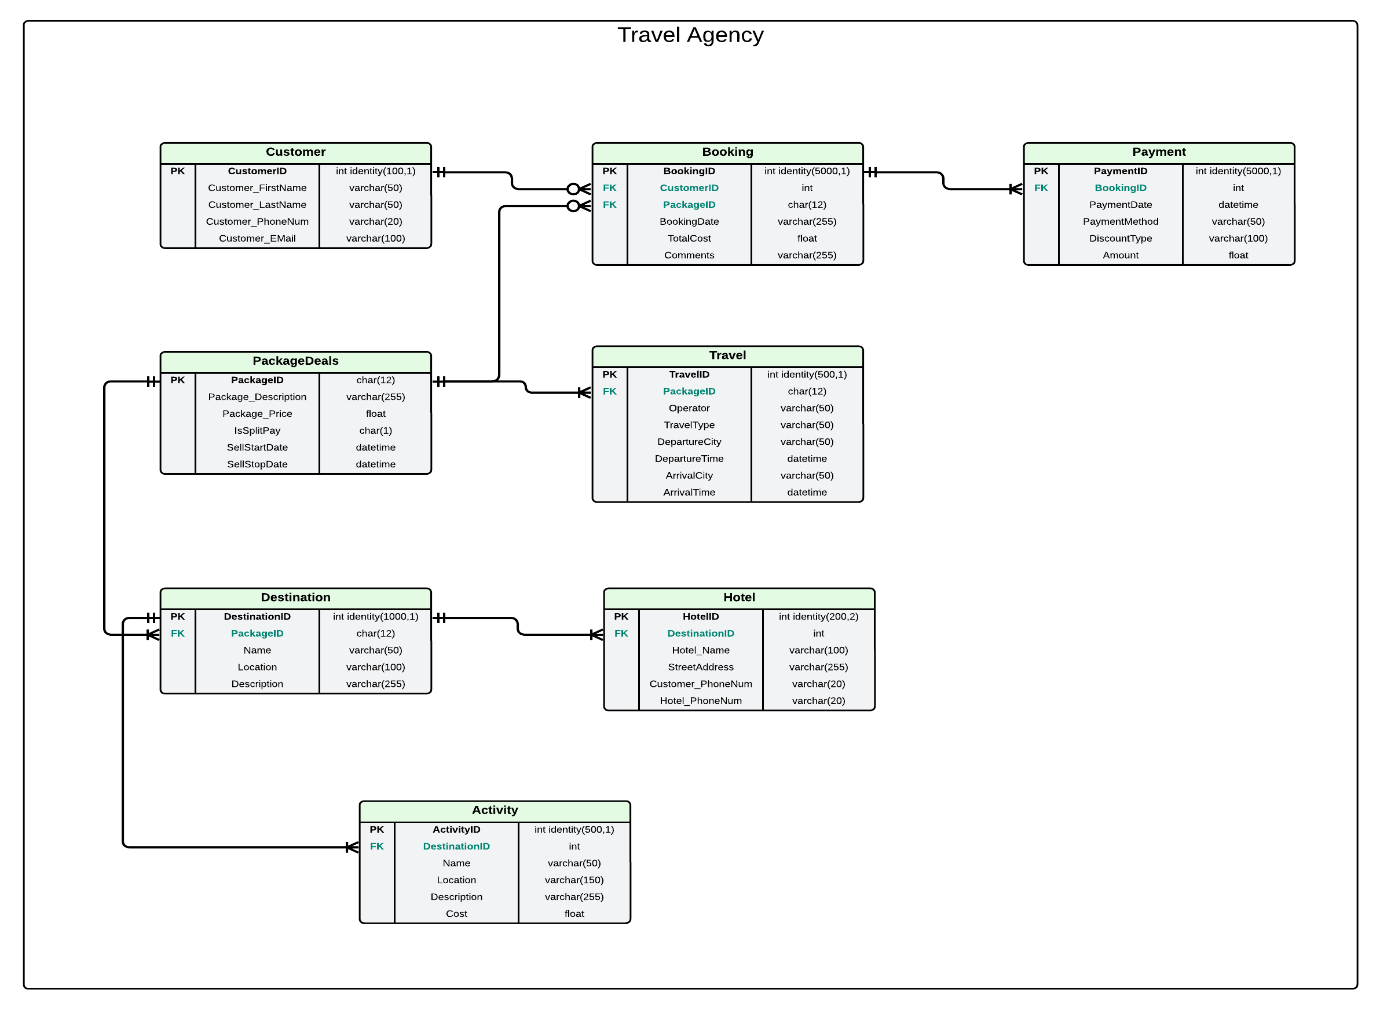 Travel Agency
Customer
PK CustomerID int identity(100,1)
Customer_FirstName varchar(50)
Customer_LastName varchar(50)
Customer_PhoneNum varchar(20)
Customer_EMail varchar(100)
Booking
PK BookingID int identity(5000,1)
FK CustomerID int
FK PackageID char(12)
BookingDate varchar(255)
TotalCost float
Comments varchar(255)
Payment
PK PaymentID int identity(5000,1)
FK BookingID int
PaymentDate datetime
PaymentMethod varchar(50)
DiscountType varchar(100)
Amount float
PackageDeals
PK PackageID char(12)
Package_Description varchar(255)
Package_Price float
IsSplitPay char(1)
SellStartDate datetime
SellStopDate datetime
Travel
PK TravelID int identity(500,1)
FK PackageID char(12)
Operator varchar(50)
TravelType varchar(50)
DepartureCity varchar(50)
DepartureTime datetime
ArrivalCity varchar(50)
ArrivalTime datetime
Destination
PK DestinationID int identity(1000,1)
FK PackageID char(12)
Name varchar(50)
Location varchar(100)
Description varchar(255)
Hotel
PK HotelID int identity(200,2)
FK DestinationID int
Hotel_Name varchar(100)
StreetAddress varchar(255)
Customer_PhoneNum varchar(20)
Hotel_PhoneNum varchar(20)
Activity
PK ActivityID int identity(500,1)
FK DestinationID int
Name varchar(50)
Location varchar(150)
Description varchar(255)
Cost float